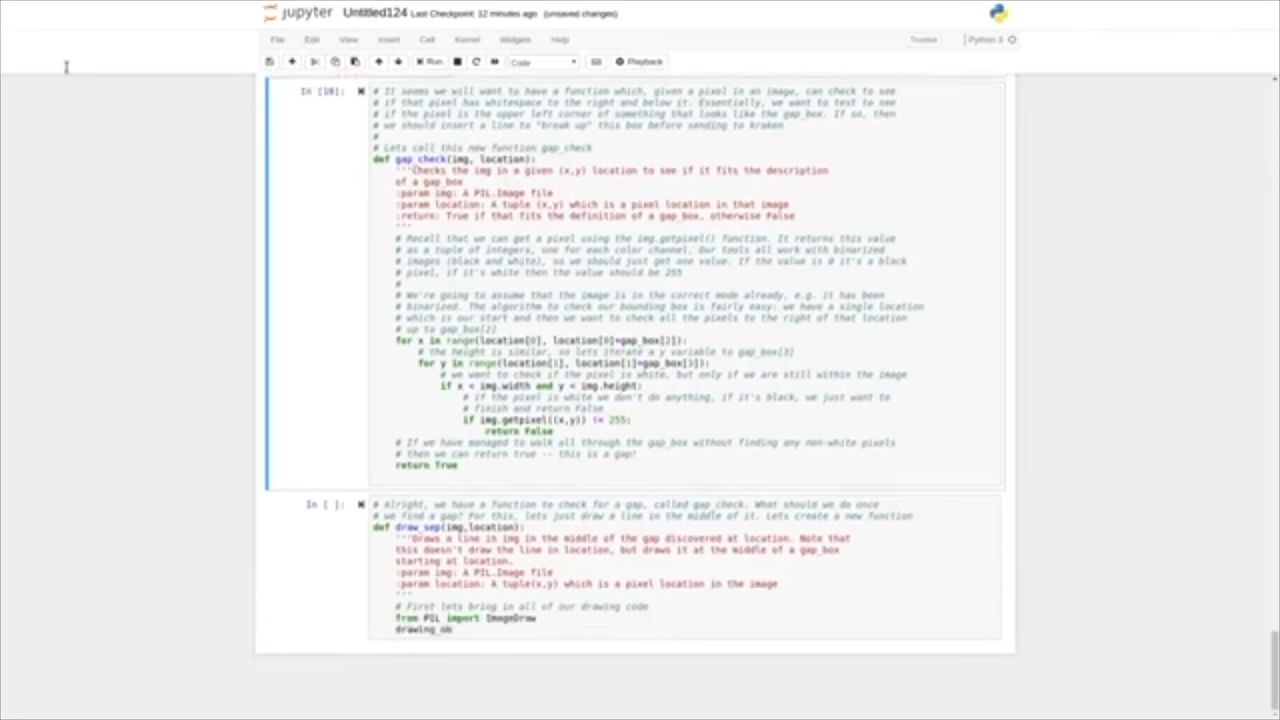 jupyter Untitled124 Last Checkpoint: 12 minutes ago (unsaved changes)
File Edit View Insert Cell Kernel Widgets Help Trusted Python 3
Run Code Playback
In [10]: # It seems we will want to have a function which, given a pixel in an image, can check to see
# if that pixel has whitespace to the right and below it. Essentially, we want to test to see
# if the pixel is the upper left corner of something that looks like the gap_box. If so, then
# we should insert a line to "break up" this box before sending to kraken
#
# Lets call this new function gap_check
def gap_check(img, location):
'''Checks the img in a given (x,y) location to see if it fits the description
of a gap_box
:param img: A PIL.Image file
:param location: A tuple (x,y) which is a pixel location in that image
:return: True if that fits the definition of a gap_box, otherwise False
'''
# Recall that we can get a pixel using the img.getpixel() function. It returns this value
# as a tuple of integers, one for each color channel. Our tools all work with binarized
# images (black and white), so we should just get one value. If the value is 0 it's a black
# pixel, if it's white then the value should be 255
#
# We're going to assume that the image is in the correct mode already, e.g. it has been
# binarized. The algorithm to check our bounding box is fairly easy: we have a single location
# which is our start and then we want to check all the pixels to the right of that location
# up to gap_box[2]
for x in range(location[0], location[0]+gap_box[2]):
# the height is similar, so lets iterate a y variable to gap_box[3]
for y in range(location[1], location[1]+gap_box[3]):
# we want to check if the pixel is white, but only if we are still within the image
if x < img.width and y < img.height:
# if the pixel is white we don't do anything, if it's black, we just want to
# finish and return False
if img.getpixel((x,y)) != 255:
return False
# If we have managed to walk all through the gap_box without finding any non-white pixels
# then we can return true -- this is a gap!
return True
In [ ]: # Alright, we have a function to check for a gap, called gap_check. What should we do once
# we find a gap? For this, lets just draw a line in the middle of it. Lets create a new function
def draw_sep(img,location):
'''Draws a line in img in the middle of the gap discovered at location. Note that
this doesn't draw the line in location, but draws it at the middle of a gap_box
starting at location.
:param img: A PIL.Image file
:param location: A tuple(x,y) which is a pixel location in the image
'''
# First lets bring in all of our drawing code
from PIL import ImageDraw
drawing_ob